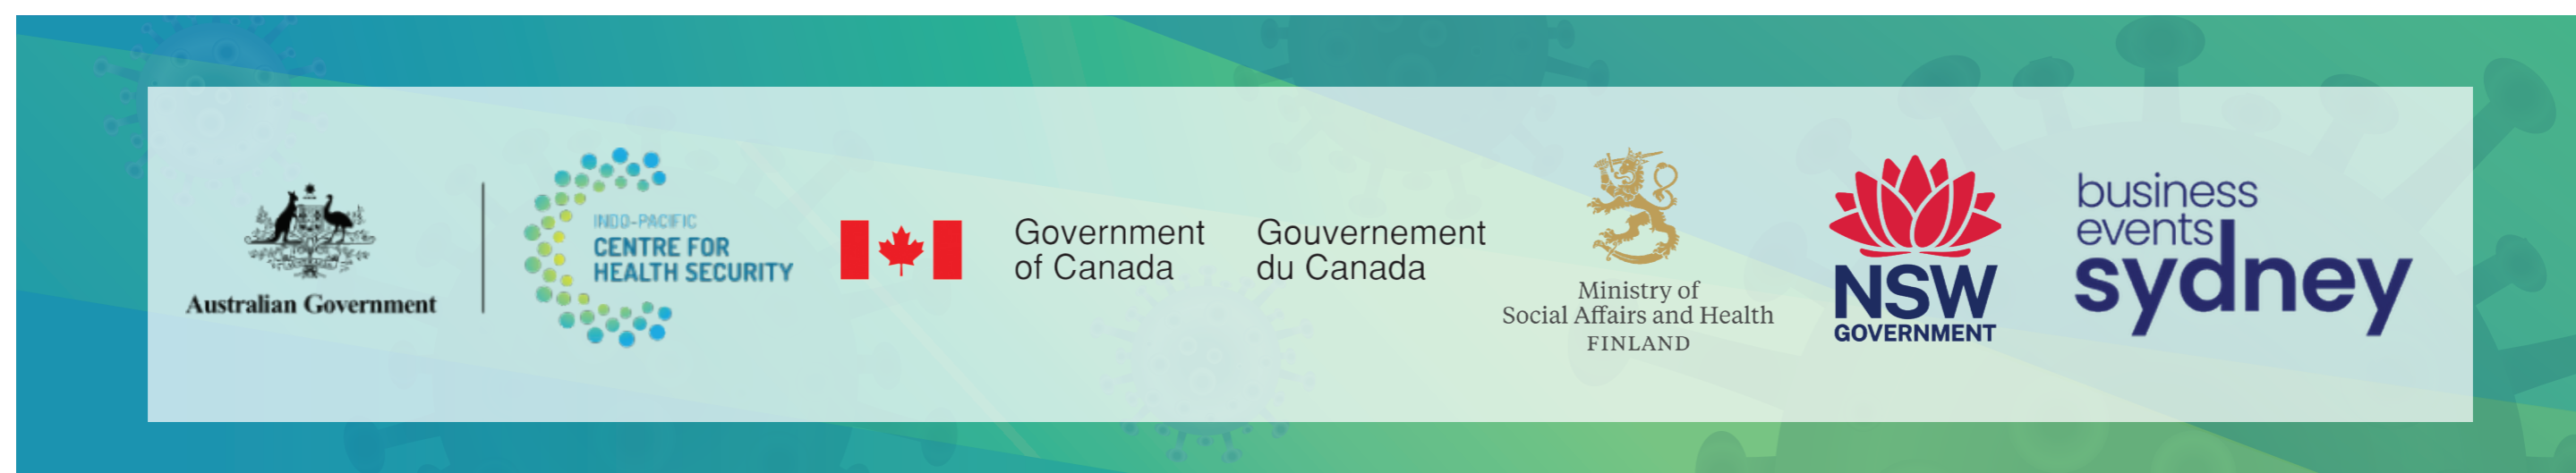 Australian Government
INDO-PACIFIC
CENTRE FOR
HEALTH SECURITY
Government
of Canada
Gouvernement
du Canada
Ministry of
Social Affairs and Health
FINLAND
NSW
GOVERNMENT
business
events
sydney